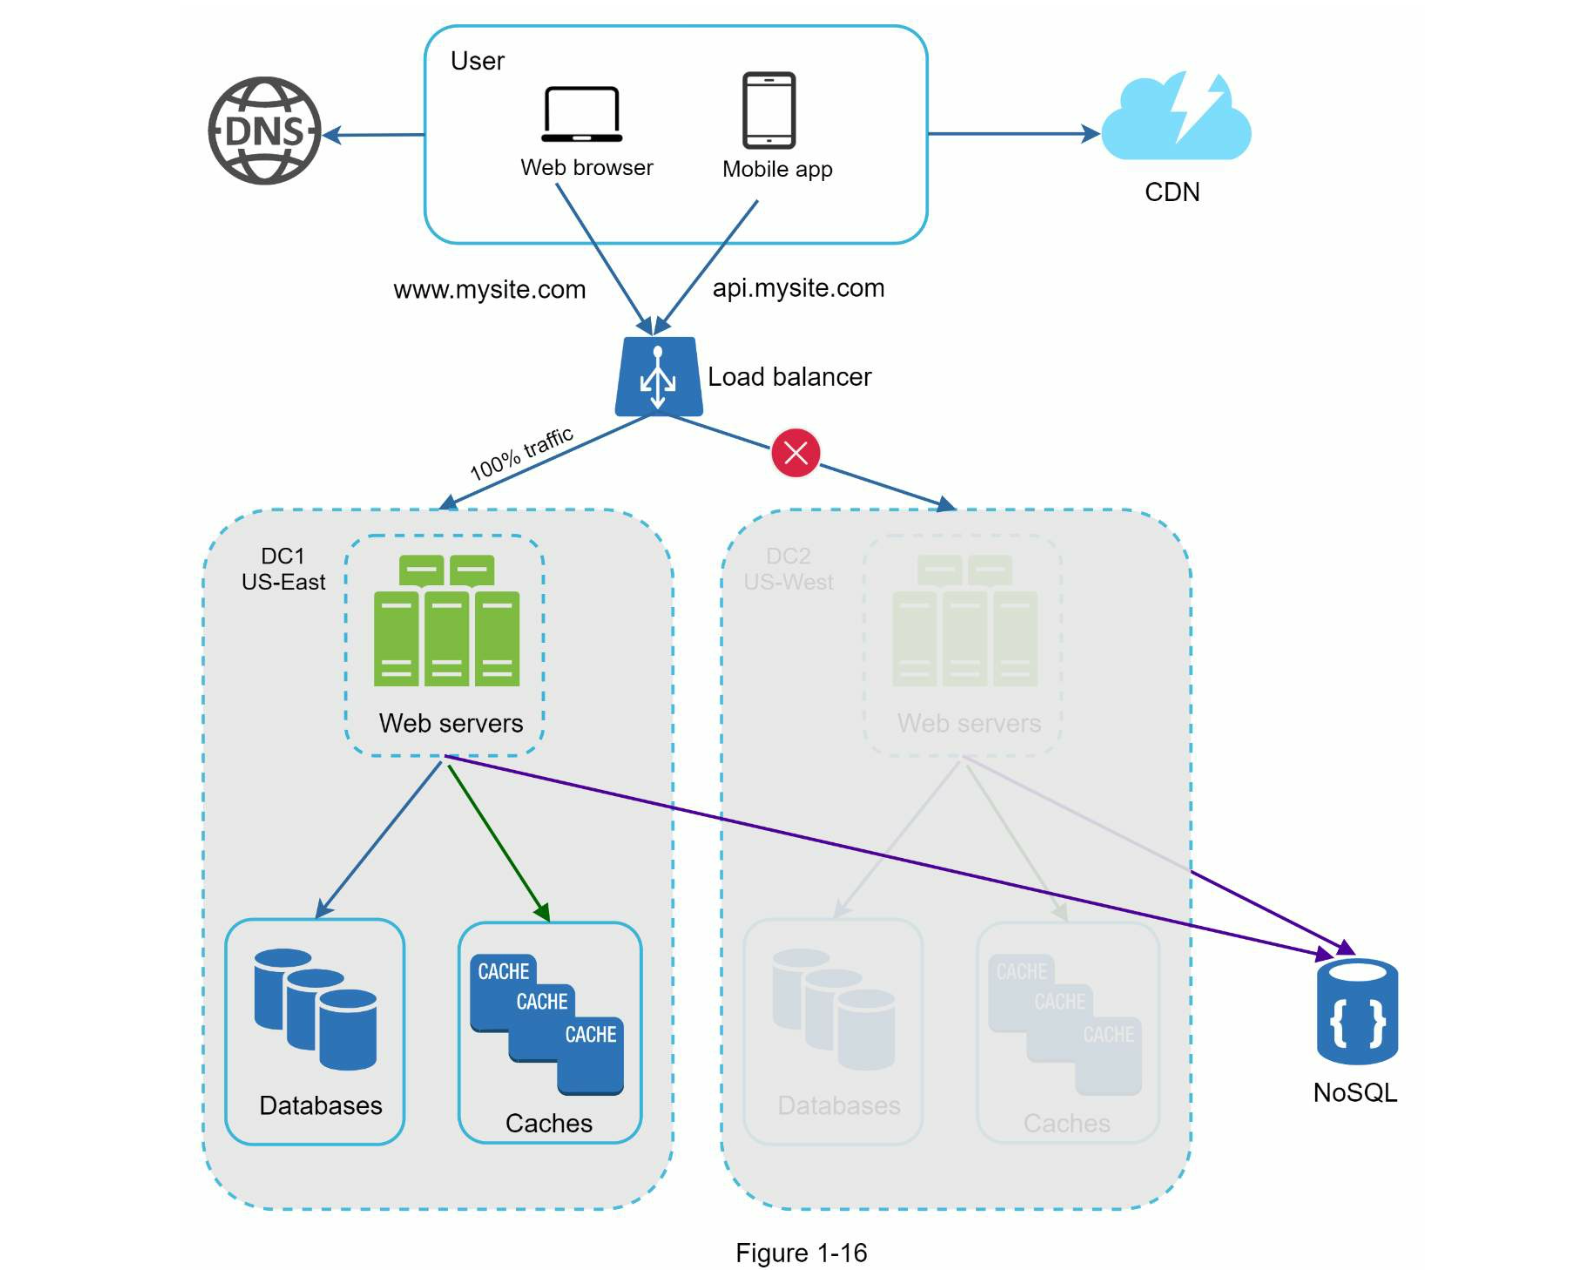 User
DNS
Web browser
Mobile app
CDN
www.mysite.com
api.mysite.com
Load balancer
100% traffic
DC1
US-East
DC2
US-West
Web servers
Web servers
CACHE
CACHE
CACHE
CACHE
CACHE
CACHE
Databases
Caches
Databases
Caches
{ }
NoSQL
Figure 1-16